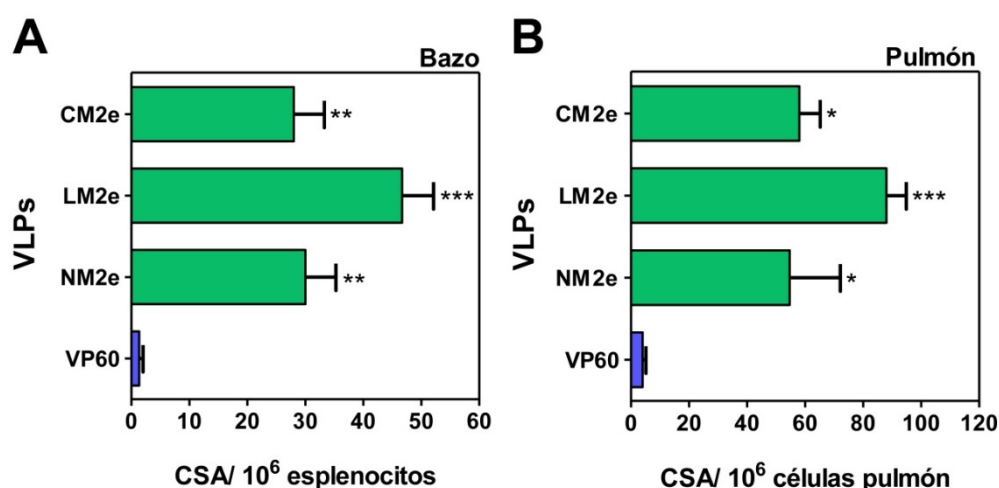 A
Bazo
VLPs
CM2e
**
LM2e
***
NM2e
**
VP60
0 10 20 30 40 50 60
CSA/ 10⁶ esplenocitos
B
Pulmón
VLPs
CM2e
*
LM2e
***
NM2e
*
VP60
0 20 40 60 80 100 120
CSA/ 10⁶ células pulmón